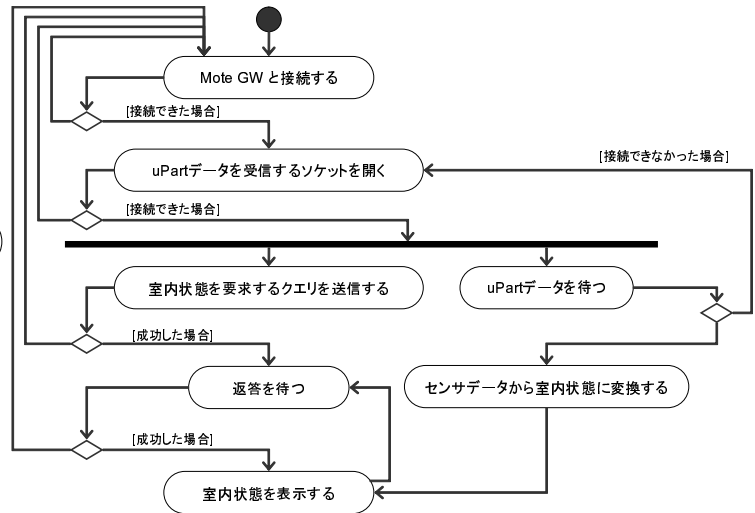 Mote GW と接続する
[接続できた場合]
[接続できなかった場合]
uPartデータを受信するソケットを開く
[接続できた場合]
室内状態を要求するクエリを送信する
uPartデータを待つ
[成功した場合]
返答を待つ
センサデータから室内状態に変換する
[成功した場合]
室内状態を表示する